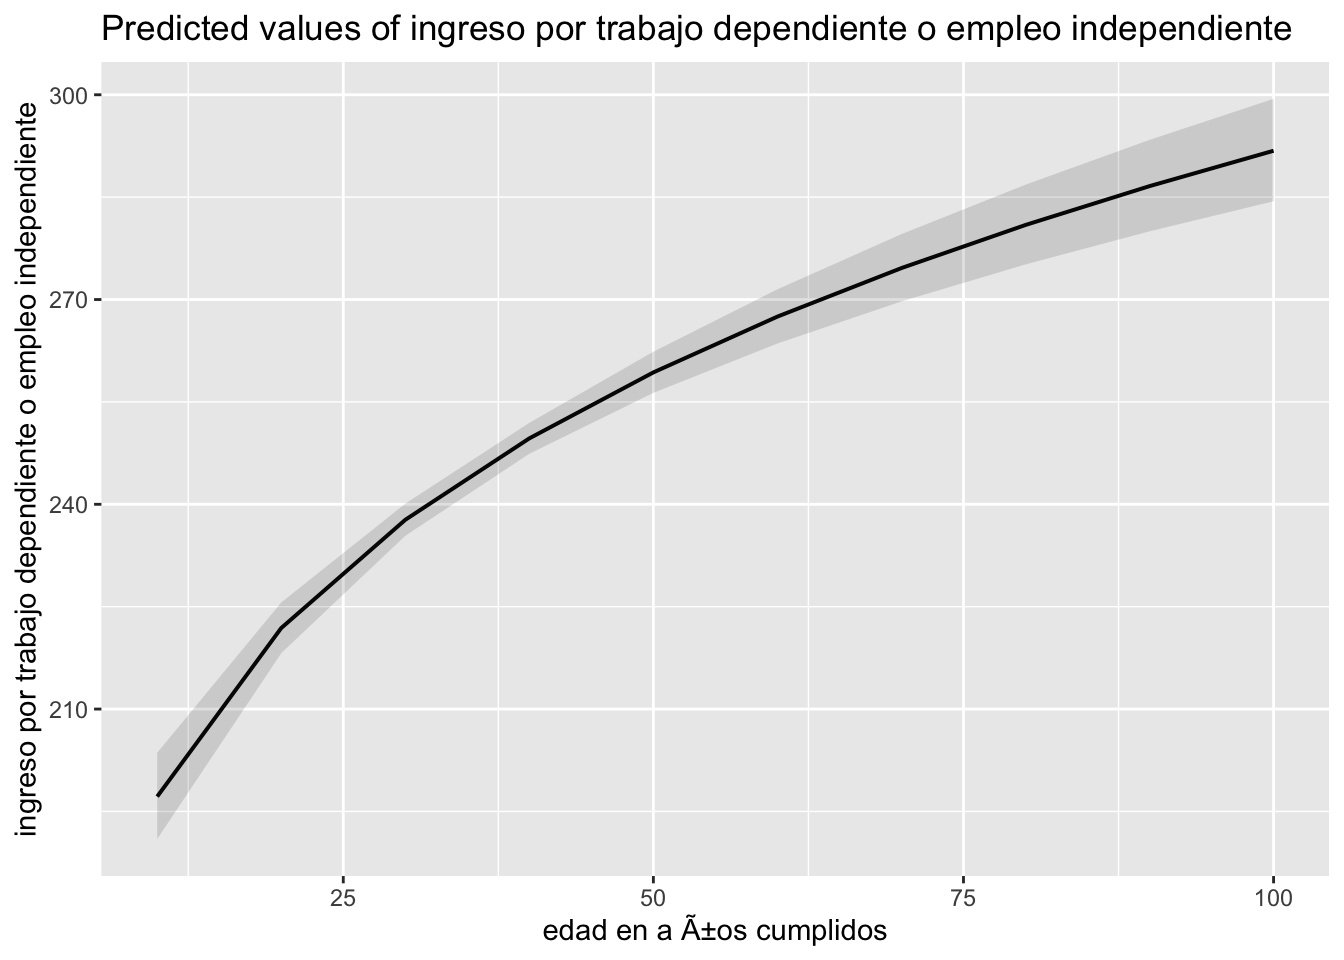 Predicted values of ingreso por trabajo dependiente o empleo independiente
ingreso por trabajo dependiente o empleo independiente
300
270
240
210
25 50 75 100
edad en a Ã±os cumplidos